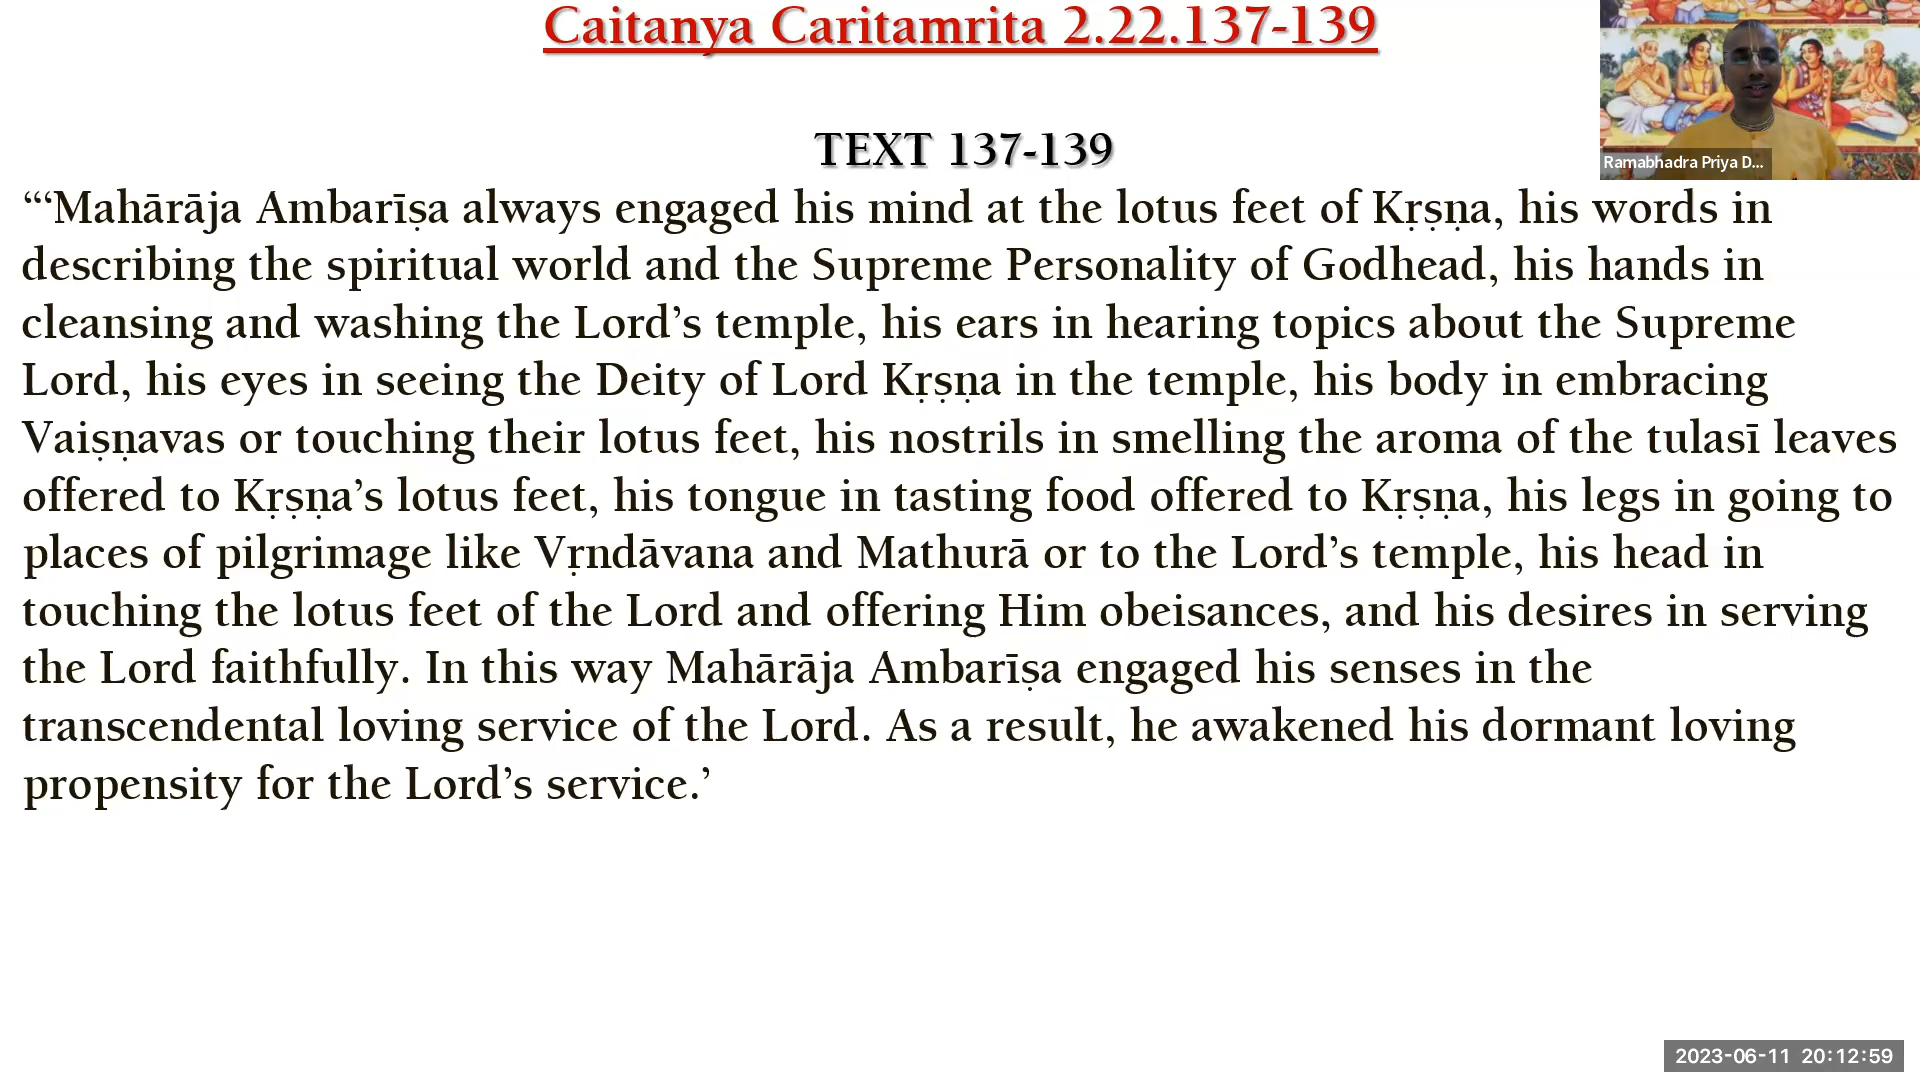 Caitanya Caritamrita 2.22.137-139
Ramabhadra Priya D...
TEXT 137-139
“‘Mahārāja Ambarīṣa always engaged his mind at the lotus feet of Kṛṣṇa, his words in
describing the spiritual world and the Supreme Personality of Godhead, his hands in
cleansing and washing the Lord’s temple, his ears in hearing topics about the Supreme
Lord, his eyes in seeing the Deity of Lord Kṛṣṇa in the temple, his body in embracing
Vaiṣṇavas or touching their lotus feet, his nostrils in smelling the aroma of the tulasī leaves
offered to Kṛṣṇa’s lotus feet, his tongue in tasting food offered to Kṛṣṇa, his legs in going to
places of pilgrimage like Vṛndāvana and Mathurā or to the Lord’s temple, his head in
touching the lotus feet of the Lord and offering Him obeisances, and his desires in serving
the Lord faithfully. In this way Mahārāja Ambarīṣa engaged his senses in the
transcendental loving service of the Lord. As a result, he awakened his dormant loving
propensity for the Lord’s service.’
2023-06-11 20:12:59